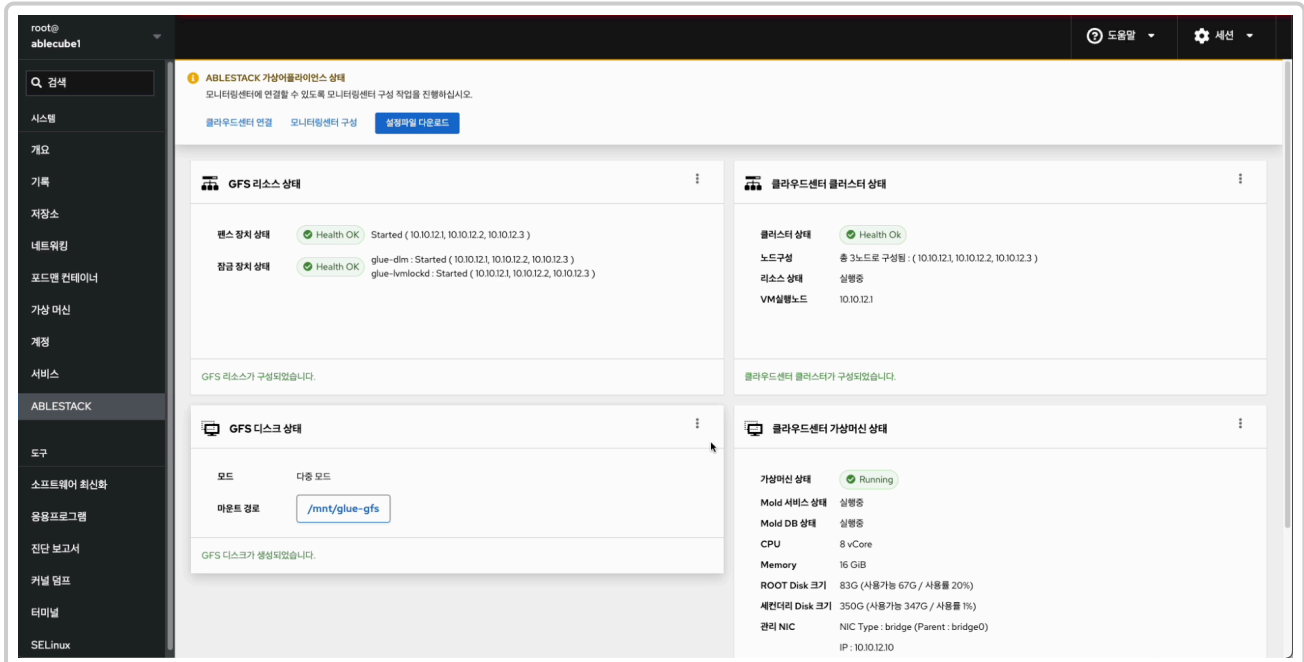 root@
ablecube1
도움말
세션
검색
시스템
개요
기록
저장소
네트워킹
포드맨 컨테이너
가상 머신
계정
서비스
ABLESTACK
도구
소프트웨어 최신화
응용프로그램
진단 보고서
커널 덤프
터미널
SELinux
ABLESTACK 가상어플라이언스 상태
모니터링센터에 연결할 수 있도록 모니터링센터 구성 작업을 진행하십시오.
클라우드센터 연결 모니터링센터 구성 설정파일 다운로드
GFS 리소스 상태
펜스 장치 상태 Health OK Started ( 10.10.12.1, 10.10.12.2, 10.10.12.3 )
잠금 장치 상태 Health OK glue-dlm : Started ( 10.10.12.1, 10.10.12.2, 10.10.12.3 )
glue-lvmlockd : Started ( 10.10.12.1, 10.10.12.2, 10.10.12.3 )
GFS 리소스가 구성되었습니다.
클라우드센터 클러스터 상태
클러스터 상태 Health Ok
노드구성 총 3노드로 구성됨 : ( 10.10.12.1, 10.10.12.2, 10.10.12.3 )
리소스 상태 실행중
VM실행노드 10.10.12.1
클라우드센터 클러스터가 구성되었습니다.
GFS 디스크 상태
모드 다중 모드
마운트 경로 /mnt/glue-gfs
GFS 디스크가 생성되었습니다.
클라우드센터 가상머신 상태
가상머신 상태 Running
Mold 서비스 상태 실행중
Mold DB 상태 실행중
CPU 8 vCore
Memory 16 GiB
ROOT Disk 크기 83G (사용가능 67G / 사용률 20%)
세컨더리 Disk 크기 350G (사용가능 347G / 사용률 1%)
관리 NIC NIC Type : bridge (Parent : bridge0)
IP : 10.10.12.10